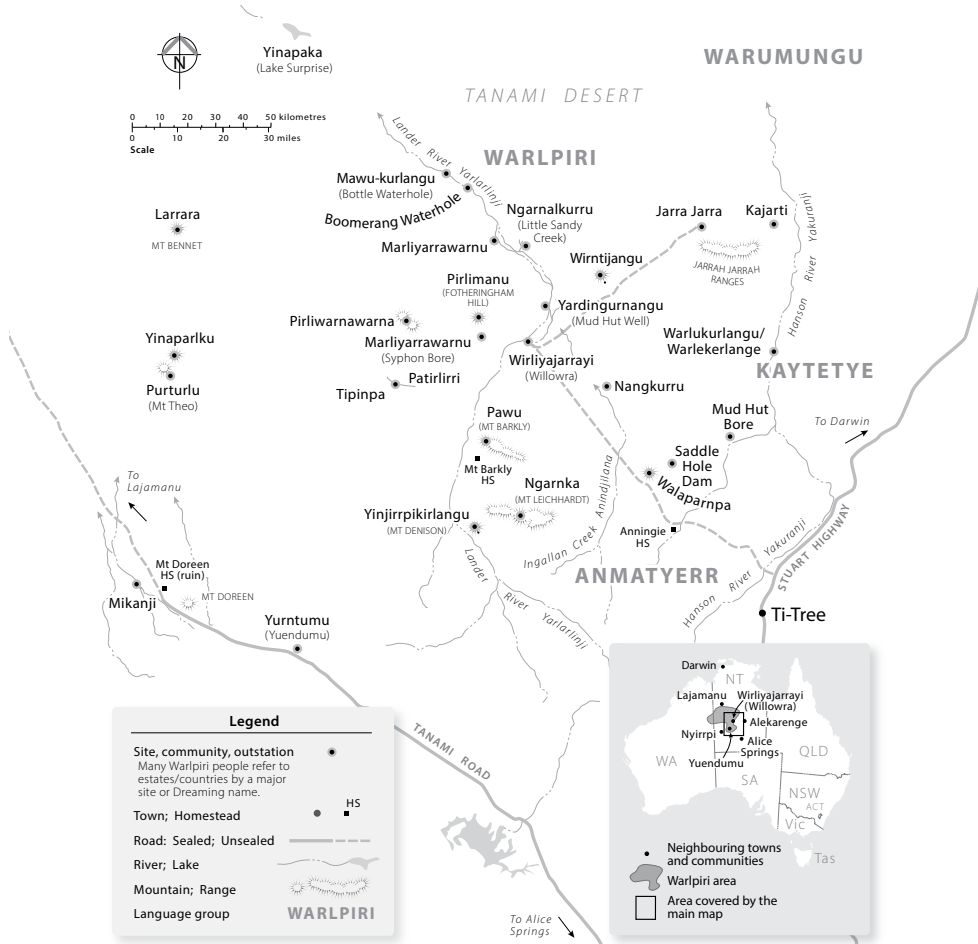 Yinapaka
(Lake Surprise)
WARUMUNGU
N
TANAMI DESERT
0 10 20 30 40 50 kilometres
0 10 20 30 miles
Scale
Lander River Yarlarlinji
WARLPIRI
Mawu-kurlangu
(Bottle Waterhole)
Boomerang Waterhole
Ngarnalkurru
(Little Sandy
Creek)
Jarra Jarra
Kajarti
Larrara
MT BENNET
Marliyarrawarnu
Hanson River Yakuranji
Wirntijangu
JARRAH JARRAH
RANGES
Pirlimanu
(FOTHERINGHAM
HILL)
Yardingurnangu
(Mud Hut Well)
Pirliwarnawarna
Marliyarrawarnu
(Syphon Bore)
Yinaparlku
Warlukurlangu/
Warlekerlange
Wirliyajarrayi
(Willowra)
KAYTETYE
Purturlu
(Mt Theo)
Patirlirri
Tipinpa
Nangkurru
Pawu
(MT BARKLY)
Mud Hut
Bore
To Darwin
Mt Barkly
HS
Saddle
Hole
Dam
To
Lajamanu
Ngarnka
(MT LEICHHARDT)
Walaparnpa
Ingallan Creek Anindjilana
Yinjirrpikirlangu
(MT DENISON)
Anningie
HS
Hanson River Yakuranji
STUART HIGHWAY
Mt Doreen
HS (ruin)
Lander River Yarlarlinji
ANMATYERR
MT DOREEN
Mikanji
Ti-Tree
Yurntumu
(Yuendumu)
TANAMI ROAD
To Alice
Springs
Legend
Site, community, outstation
Many Warlpiri people refer to
estates/countries by a major
site or Dreaming name.
Town; Homestead
HS
Road: Sealed; Unsealed
River; Lake
Mountain; Range
Language group
WARLPIRI
Darwin
NT
Lajamanu
Wirliyajarrayi
(Willowra)
Alekarenge
Nyirrpi
Alice
Springs
Yuendumu
WA
QLD
SA
NSW
ACT
Vic
Tas
Neighbouring towns
and communities
Warlpiri area
Area covered by the
main map